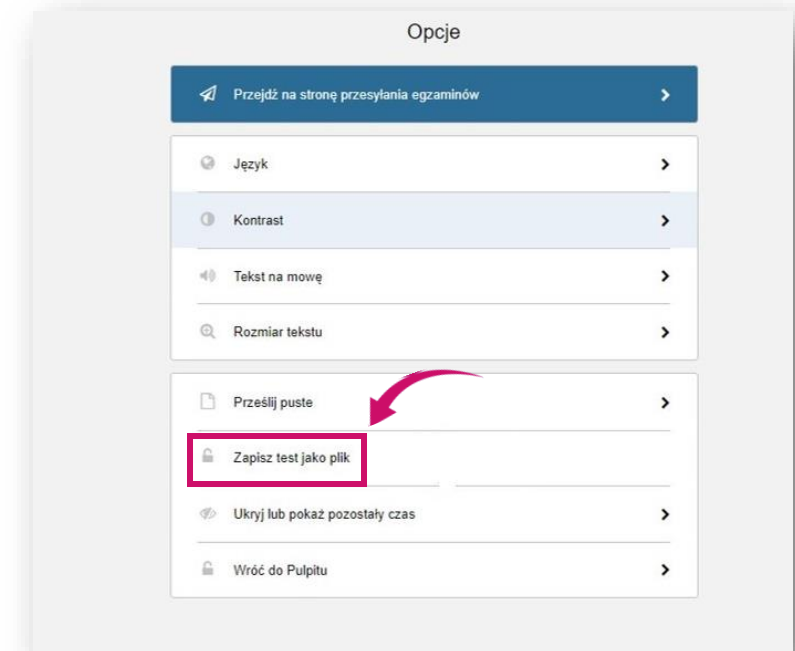 Opcje
Przejdź na stronę przesyłania egzaminów
Język
Kontrast
Tekst na mowę
Rozmiar tekstu
Prześlij puste
Zapisz test jako plik
Ukryj lub pokaż pozostały czas
Wróć do Pulpitu